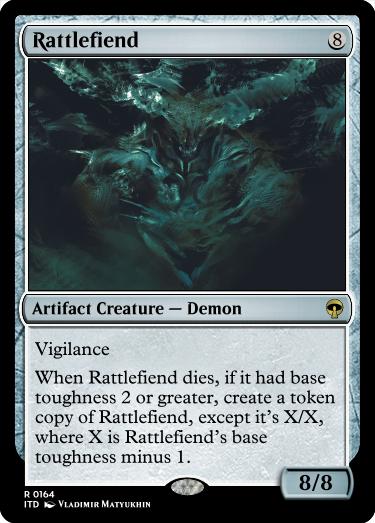 Rattlefiend 8
Artifact Creature — Demon
Vigilance
When Rattlefiend dies, if it had base
toughness 2 or greater, create a token
copy of Rattlefiend, except it's X/X,
where X is Rattlefiend's base
toughness minus 1.
8/8
R 0164
ITD Vladimir Matyukhin